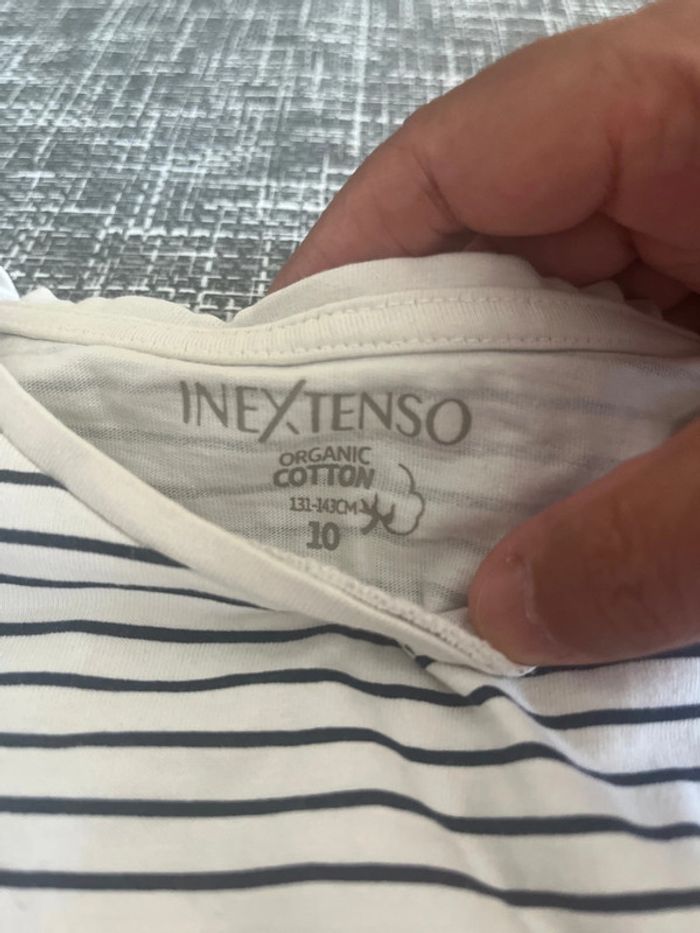 INEXTENSO
ORGANIC
COTTON
131-143CM
10